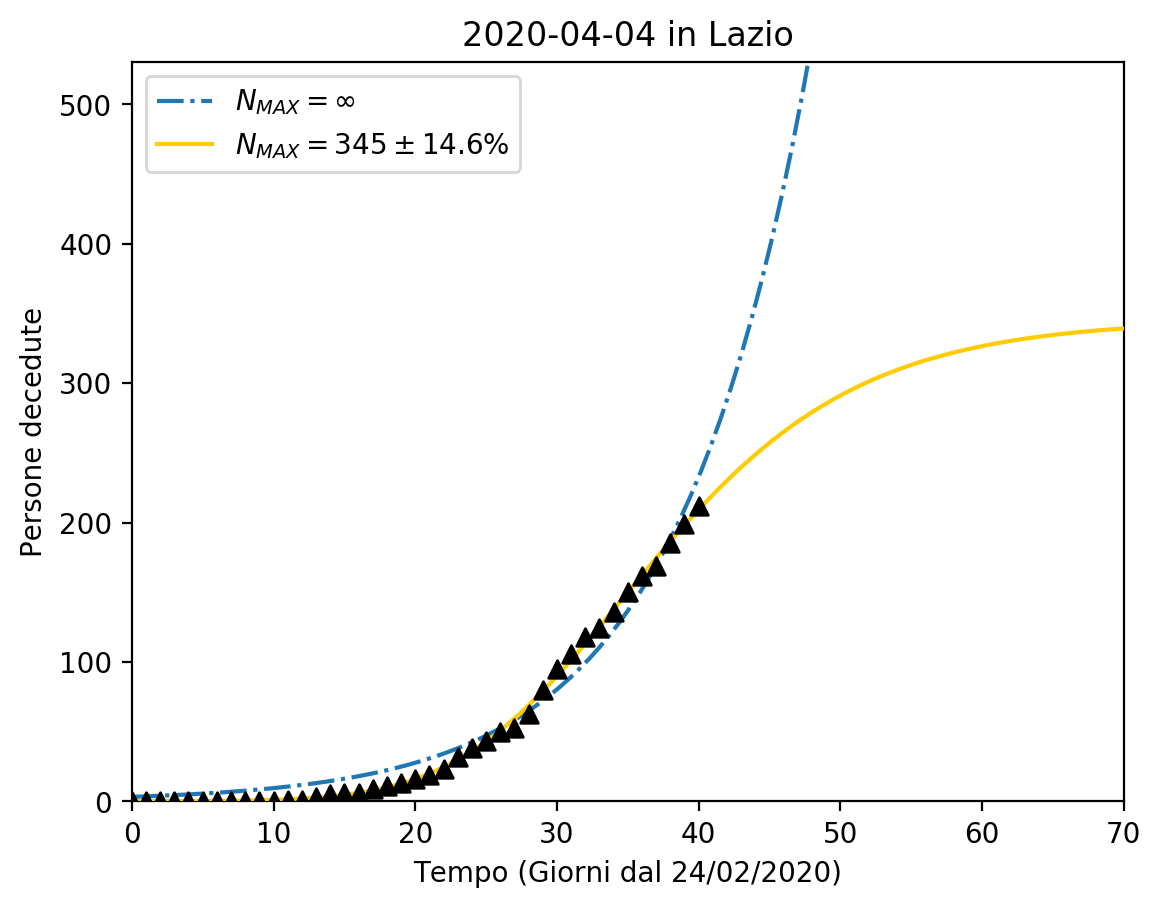 2020-04-04 in Lazio
N_MAX = ∞
N_MAX = 345 ± 14.6%
Persone decedute
500
400
300
200
100
0
0 10 20 30 40 50 60 70
Tempo (Giorni dal 24/02/2020)